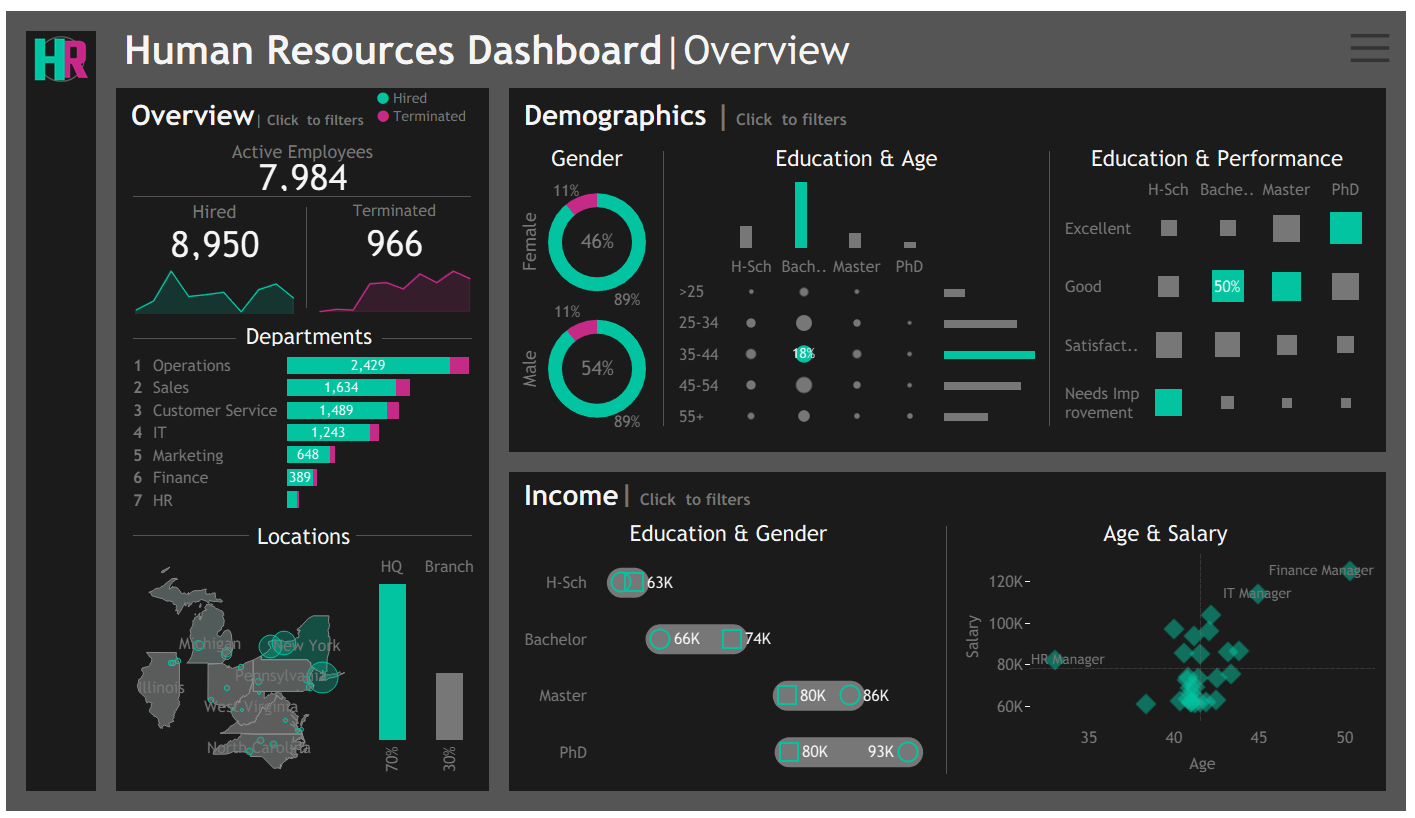 HR
Human Resources Dashboard|Overview
Overview| Click to filters
Hired
Terminated
Active Employees
7,984
Hired
8,950
Terminated
966
Departments
1 Operations 2,429
2 Sales 1,634
3 Customer Service 1,489
4 IT 1,243
5 Marketing 648
6 Finance 389
7 HR
Locations
Michigan
New York
Illinois
Pennsylvania
West Virginia
North Carolina
HQ Branch
70% 30%
Demographics | Click to filters
Gender
Female
11%
46%
89%
Male
11%
54%
89%
Education & Age
H-Sch Bach.. Master PhD
>25
25-34
35-44 18%
45-54
55+
Education & Performance
H-Sch Bache.. Master PhD
Excellent
Good 50%
Satisfact..
Needs Imp
rovement
Income| Click to filters
Education & Gender
H-Sch 63K
Bachelor 66K 74K
Master 80K 86K
PhD 80K 93K
Age & Salary
Salary
120K
100K
80K
60K
Finance Manager
IT Manager
HR Manager
35 40 45 50
Age